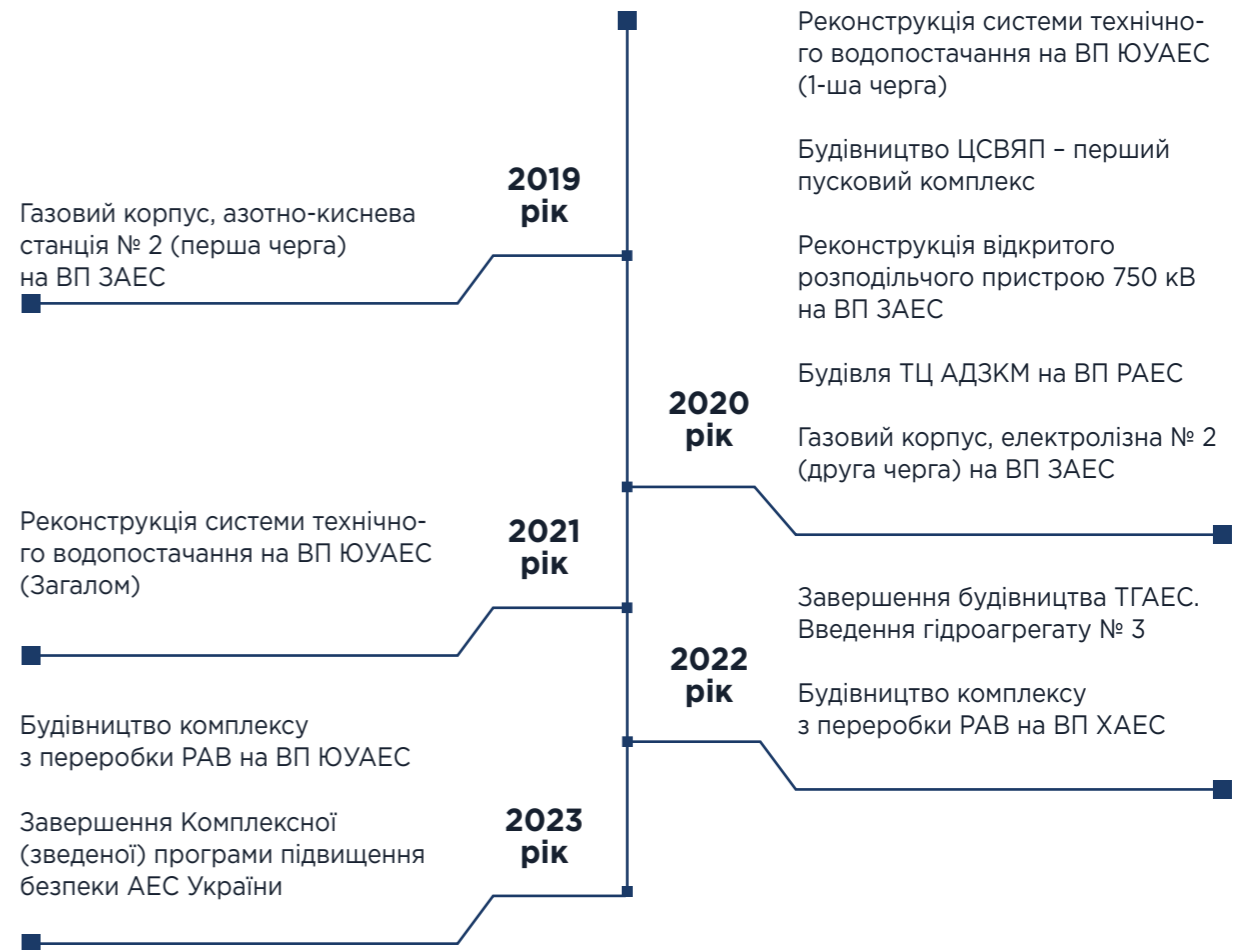 2019
рік
Газовий корпус, азотно-киснева
станція № 2 (перша черга)
на ВП ЗАЕС
Реконструкція системи технічно-
го водопостачання на ВП ЮУАЕС
(1-ша черга)
Будівництво ЦСВЯП – перший
пусковий комплекс
Реконструкція відкритого
розподільчого пристрою 750 кВ
на ВП ЗАЕС
Будівля ТЦ АДЗКМ на ВП РАЕС
Газовий корпус, електролізна № 2
(друга черга) на ВП ЗАЕС
2020
рік
2021
рік
Реконструкція системи технічно-
го водопостачання на ВП ЮУАЕС
(Загалом)
2022
рік
Завершення будівництва ТГАЕС.
Введення гідроагрегату № 3
Будівництво комплексу
з переробки РАВ на ВП ХАЕС
2023
рік
Будівництво комплексу
з переробки РАВ на ВП ЮУАЕС
Завершення Комплексної
(зведеної) програми підвищення
безпеки АЕС України